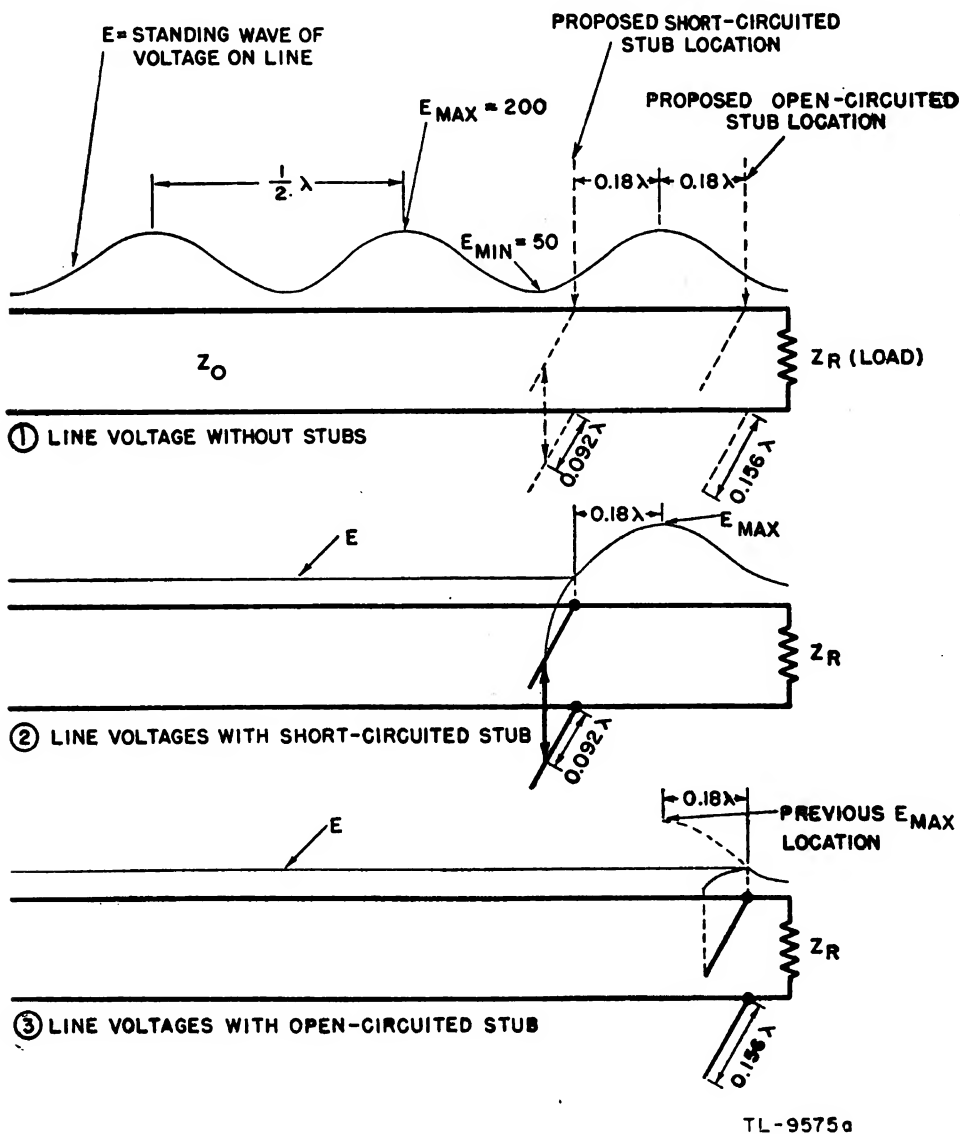 E = STANDING WAVE OF
VOLTAGE ON LINE
PROPOSED SHORT-CIRCUITED
STUB LOCATION
PROPOSED OPEN-CIRCUITED
STUB LOCATION
E MAX = 200
1/2 λ
0.18λ
0.18λ
E MIN = 50
Z O
Z R (LOAD)
① LINE VOLTAGE WITHOUT STUBS
0.092λ
0.156 λ
0.18λ
E MAX
E
Z R
② LINE VOLTAGES WITH SHORT-CIRCUITED STUB
0.092λ
0.18λ
PREVIOUS E MAX
LOCATION
E
Z R
③ LINE VOLTAGES WITH OPEN-CIRCUITED STUB
0.156λ
TL-9575a